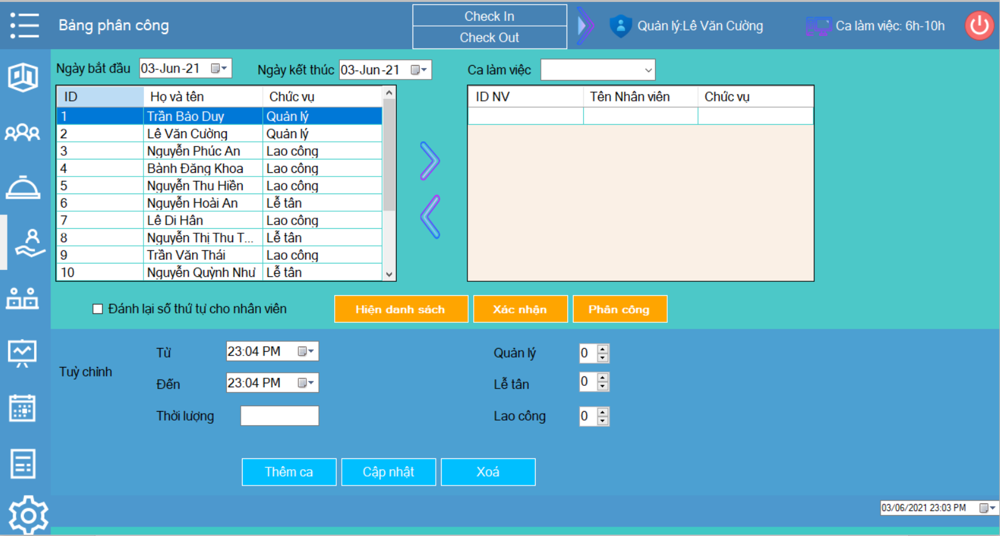 Bảng phân công
Check In
Check Out
Quản lý:Lê Văn Cường
Ca làm việc: 6h-10h
Ngày bắt đầu
03-Jun-21
Ngày kết thúc
03-Jun-21
Ca làm việc
ID Họ và tên Chức vụ
1 Trần Bảo Duy Quản lý
2 Lê Văn Cường Quản lý
3 Nguyễn Phúc An Lao công
4 Bành Đăng Khoa Lao công
5 Nguyễn Thu Hiền Lao công
6 Nguyễn Hoài An Lễ tân
7 Lê Di Hân Lao công
8 Nguyễn Thị Thu T... Lễ tân
9 Trần Văn Thái Lao công
10 Nguyễn Quỳnh Như Lễ tân
ID NV Tên Nhân viên Chức vụ
Đánh lại số thứ tự cho nhân viên
Hiện danh sách
Xác nhận
Phân công
Tuỳ chỉnh
Từ 23:04 PM
Đến 23:04 PM
Thời lượng
Quản lý 0
Lễ tân 0
Lao công 0
Thêm ca
Cập nhật
Xoá
03/06/2021 23:03 PM